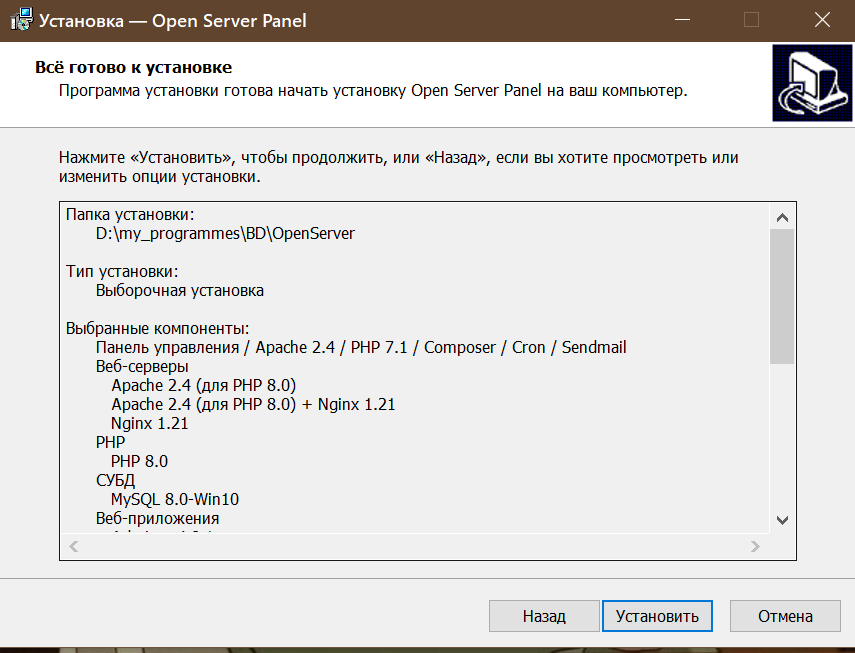 Установка — Open Server Panel
Всё готово к установке
Программа установки готова начать установку Open Server Panel на ваш компьютер.
Нажмите «Установить», чтобы продолжить, или «Назад», если вы хотите просмотреть или
изменить опции установки.
Папка установки:
D:\my_programmes\BD\OpenServer
Тип установки:
Выборочная установка
Выбранные компоненты:
Панель управления / Apache 2.4 / PHP 7.1 / Composer / Cron / Sendmail
Веб-серверы
Apache 2.4 (для PHP 8.0)
Apache 2.4 (для PHP 8.0) + Nginx 1.21
Nginx 1.21
PHP
PHP 8.0
СУБД
MySQL 8.0-Win10
Веб-приложения
Назад
Установить
Отмена